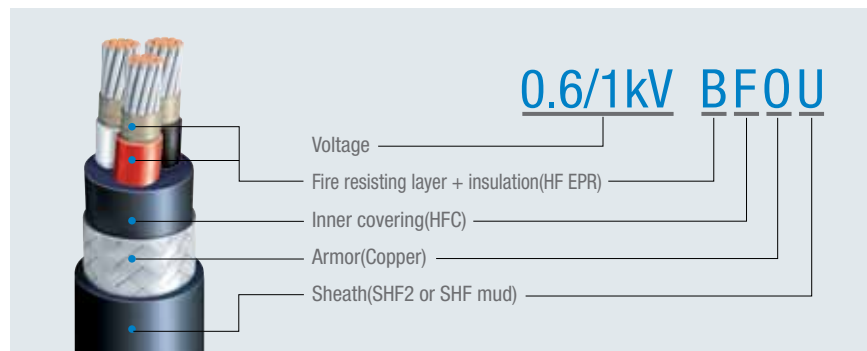 0.6/1kV BFOU
Voltage
Fire resisting layer + insulation(HF EPR)
Inner covering(HFC)
Armor(Copper)
Sheath(SHF2 or SHF mud)